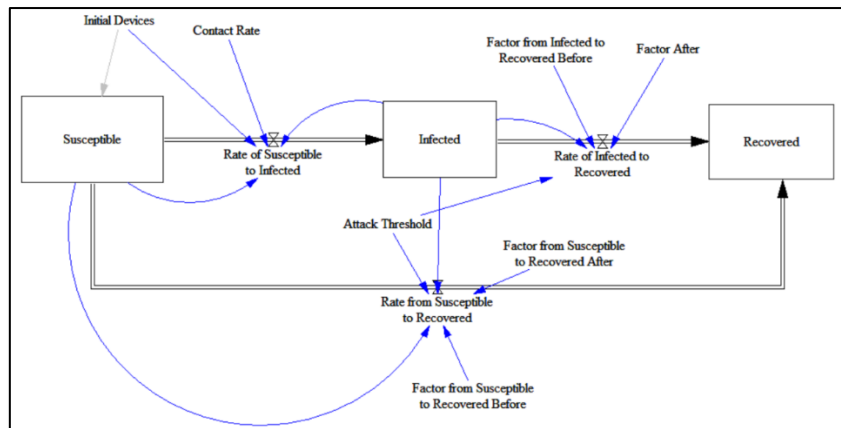 Initial Devices
Contact Rate
Factor from Infected to
Recovered Before
Factor After
Susceptible
Rate of Susceptible
to Infected
Infected
Rate of Infected to
Recovered
Recovered
Attack Threshold
Factor from Susceptible
to Recovered After
Rate from Susceptible
to Recovered
Factor from Susceptible
to Recovered Before